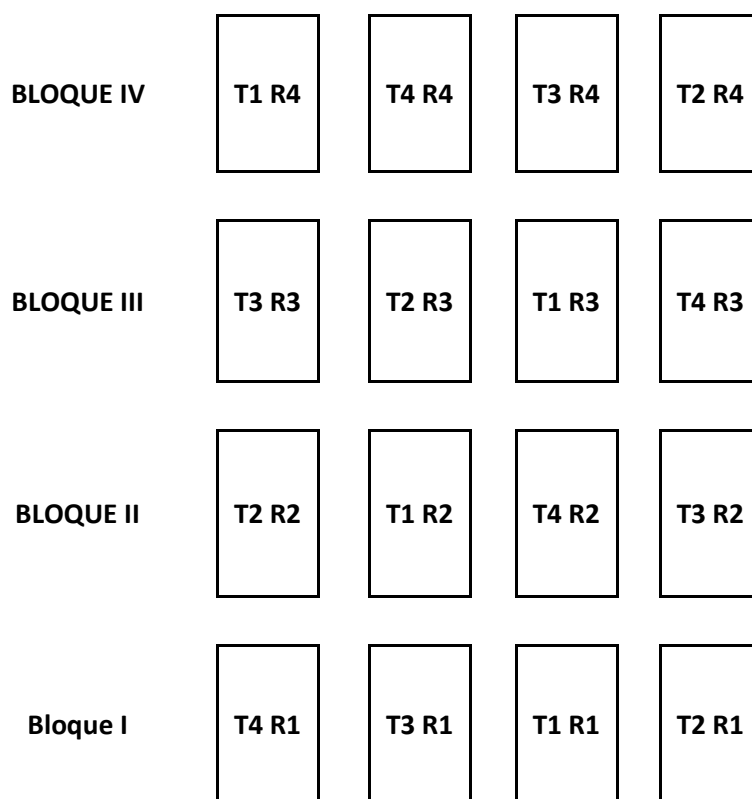 BLOQUE IV T1 R4 T4 R4 T3 R4 T2 R4
BLOQUE III T3 R3 T2 R3 T1 R3 T4 R3
BLOQUE II T2 R2 T1 R2 T4 R2 T3 R2
Bloque I T4 R1 T3 R1 T1 R1 T2 R1